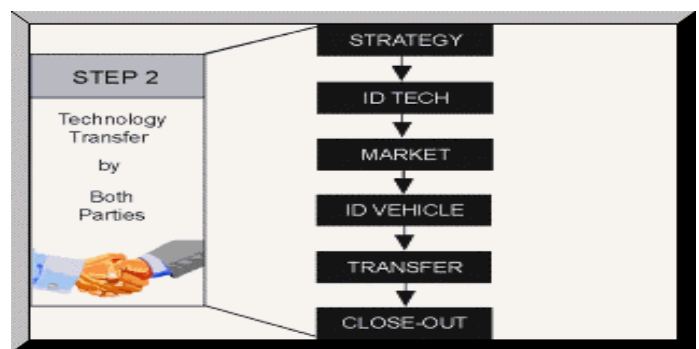 STEP 2
Technology
Transfer
by
Both
Parties
STRATEGY
ID TECH
MARKET
ID VEHICLE
TRANSFER
CLOSE-OUT